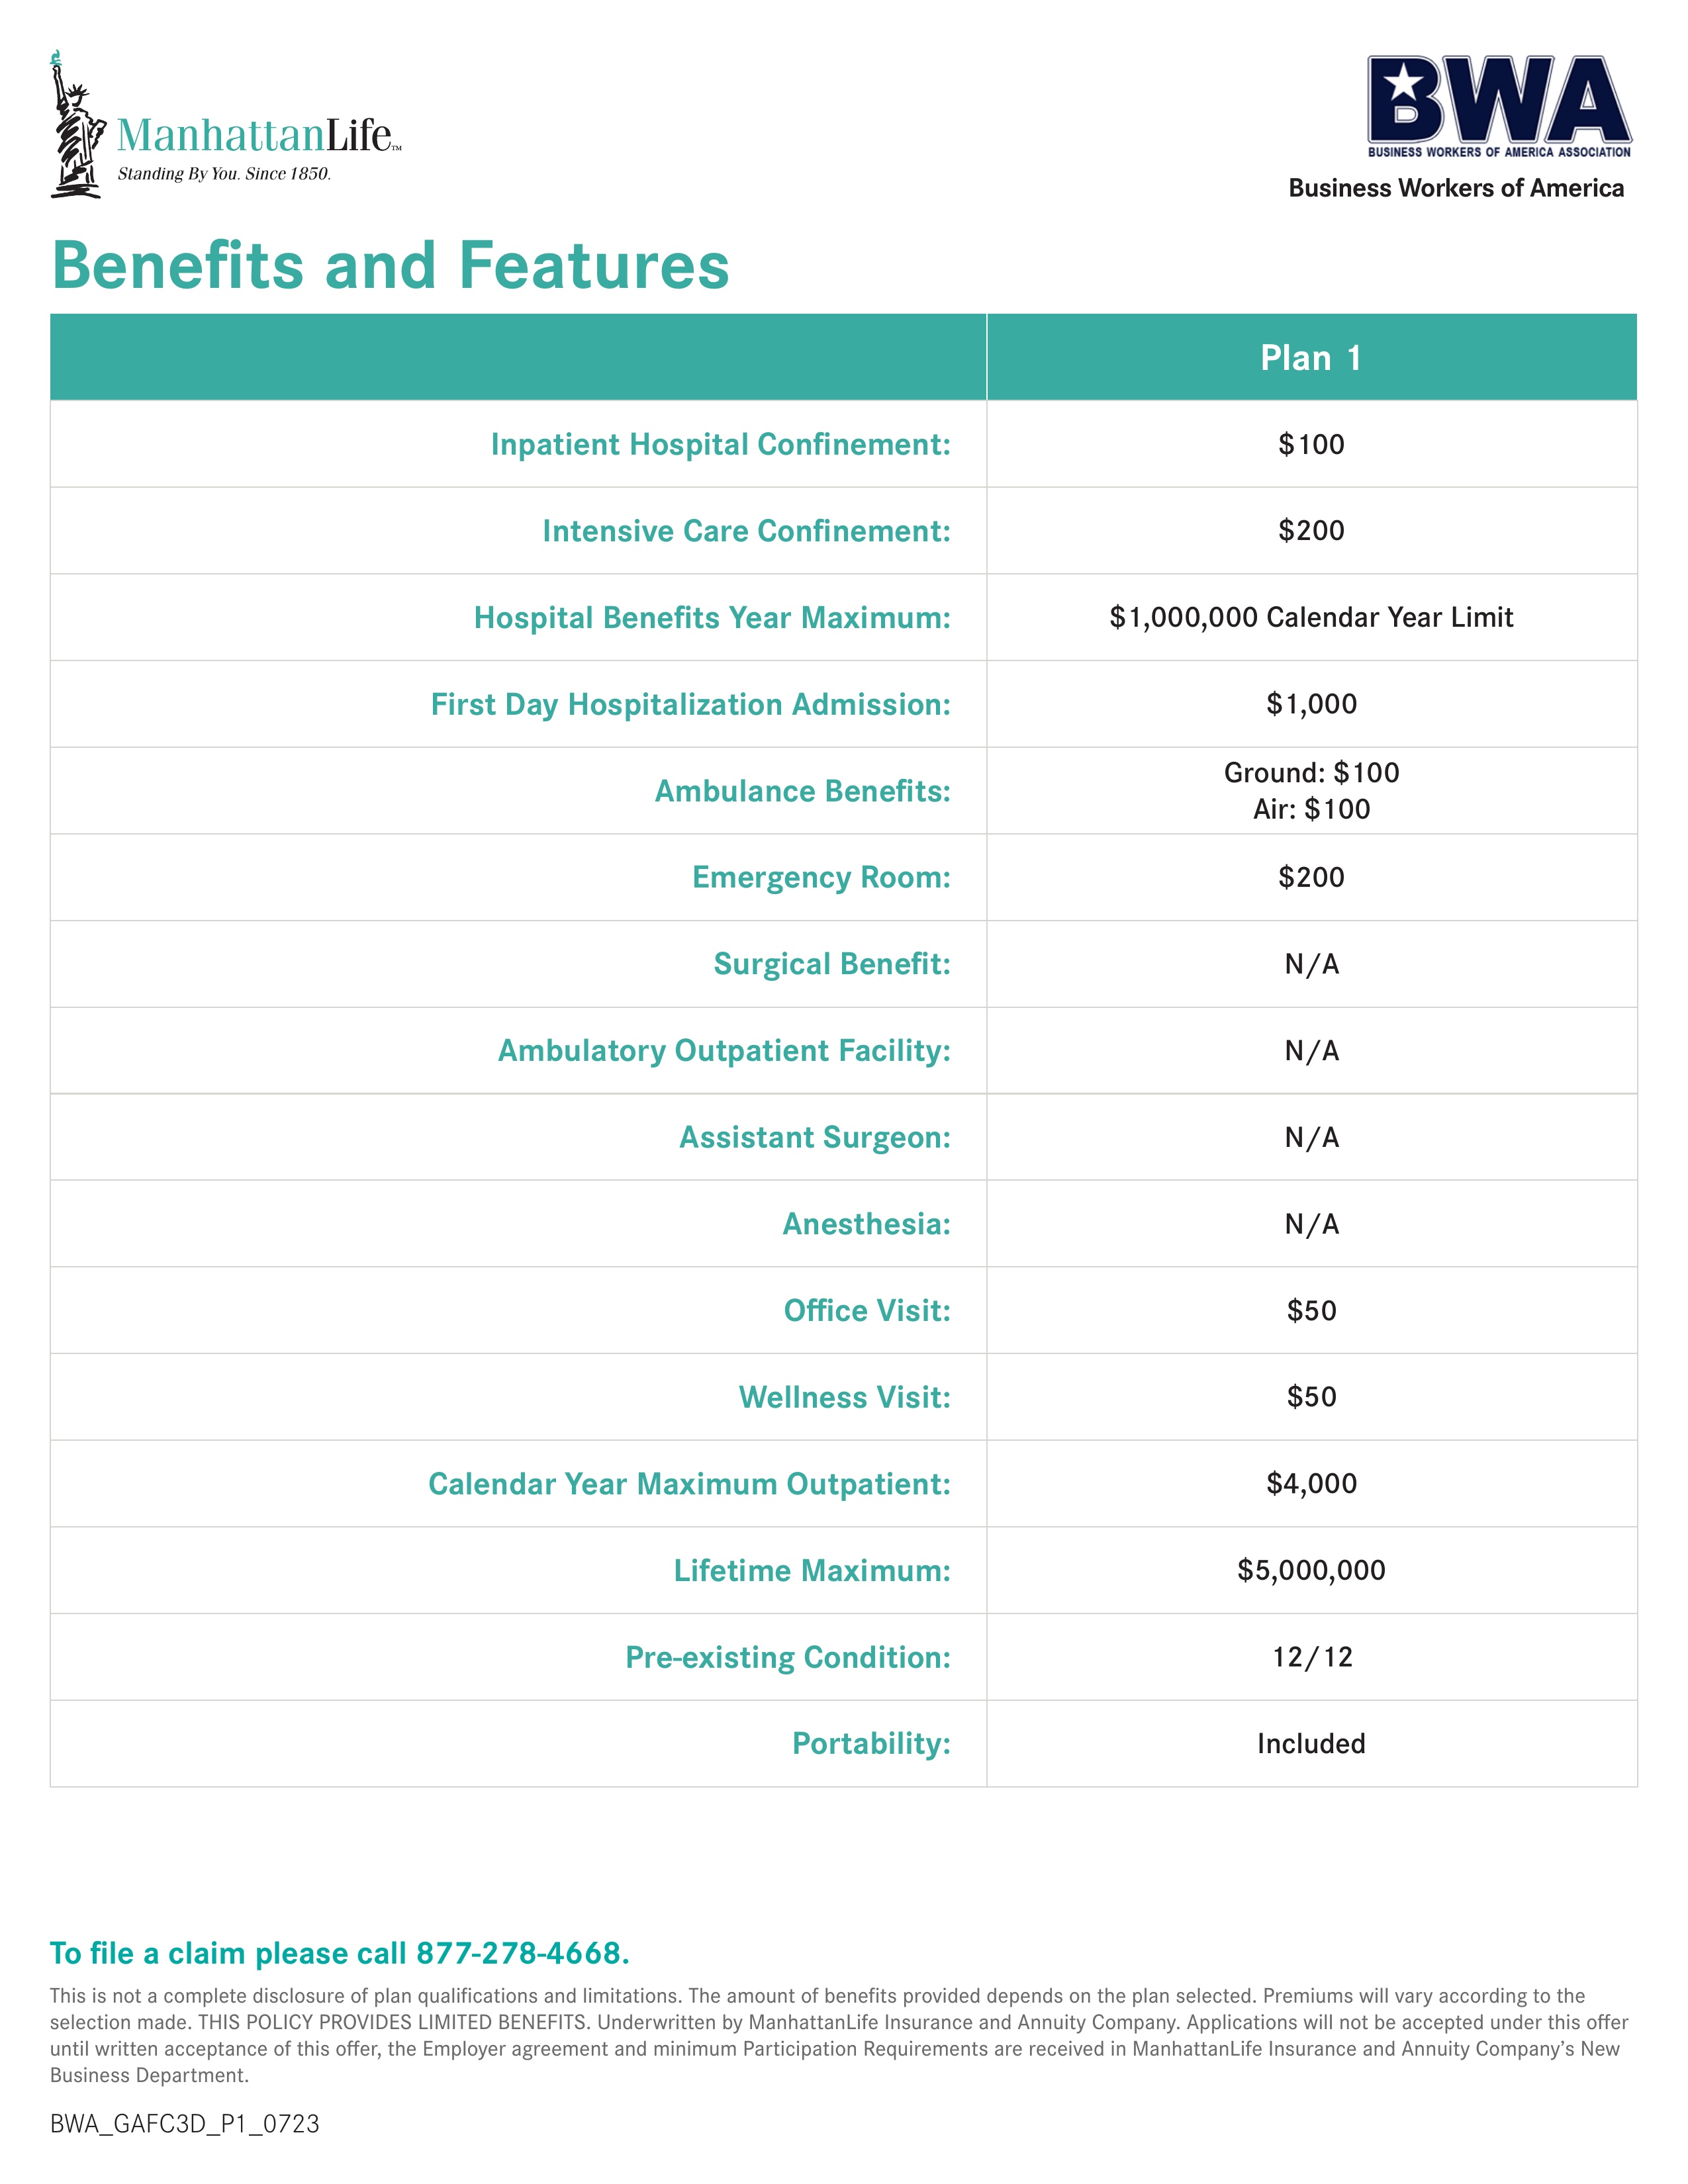 ManhattanLife™
Standing By You. Since 1850.
BWA
BUSINESS WORKERS OF AMERICA ASSOCIATION
Business Workers of America
Benefits and Features
Plan 1
Inpatient Hospital Confinement: $100
Intensive Care Confinement: $200
Hospital Benefits Year Maximum: $1,000,000 Calendar Year Limit
First Day Hospitalization Admission: $1,000
Ambulance Benefits: Ground: $100
Air: $100
Emergency Room: $200
Surgical Benefit: N/A
Ambulatory Outpatient Facility: N/A
Assistant Surgeon: N/A
Anesthesia: N/A
Office Visit: $50
Wellness Visit: $50
Calendar Year Maximum Outpatient: $4,000
Lifetime Maximum: $5,000,000
Pre-existing Condition: 12/12
Portability: Included
To file a claim please call 877-278-4668.
This is not a complete disclosure of plan qualifications and limitations. The amount of benefits provided depends on the plan selected. Premiums will vary according to the
selection made. THIS POLICY PROVIDES LIMITED BENEFITS. Underwritten by ManhattanLife Insurance and Annuity Company. Applications will not be accepted under this offer
until written acceptance of this offer, the Employer agreement and minimum Participation Requirements are received in ManhattanLife Insurance and Annuity Company’s New
Business Department.
BWA_GAFC3D_P1_0723